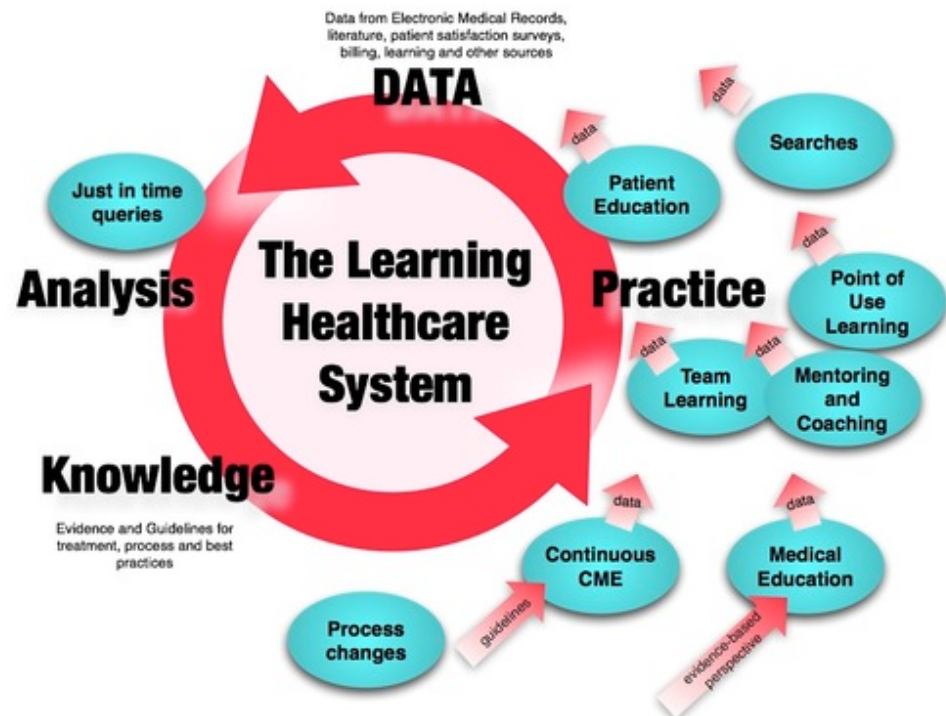 Data from Electronic Medical Records,
literature, patient satisfaction surveys,
billing, learning and other sources
DATA
data
data
Searches
Just in time
queries
Patient
Education
The Learning
Healthcare
System
Analysis
Practice
data
Point of
Use
Learning
data
data
Team
Learning
Mentoring
and
Coaching
Knowledge
Evidence and Guidelines for
treatment, process and best
practices
data
data
Continuous
CME
Medical
Education
Process
changes
guidelines
evidence-based
perspective